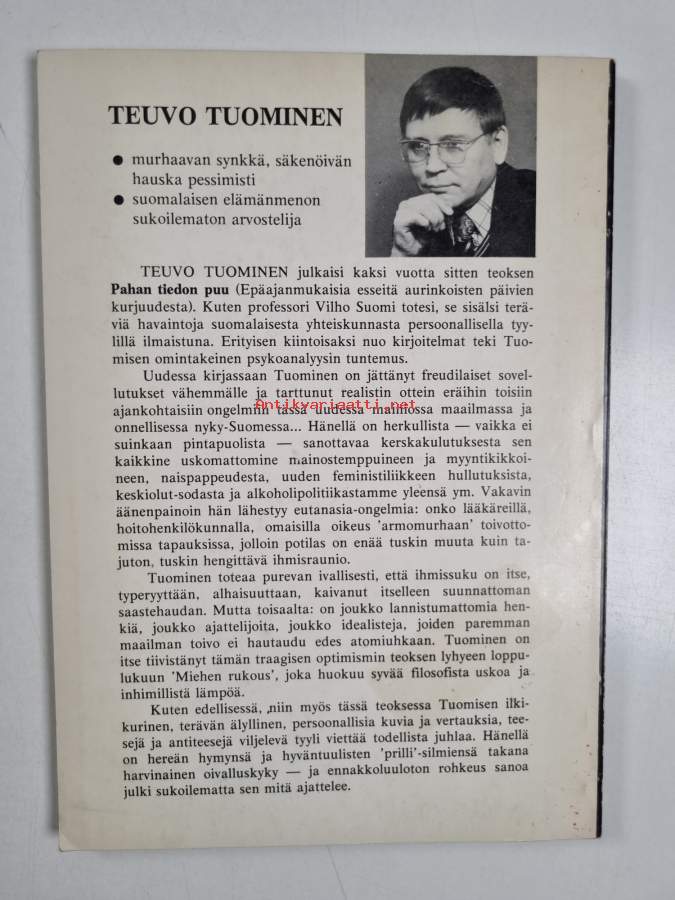 TEUVO TUOMINEN
● murhaavan synkkä, säkenöivän
hauska pessimisti
● suomalaisen elämänmenon
sukoilematon arvostelija
TEUVO TUOMINEN julkaisi kaksi vuotta sitten teoksen
Pahan tiedon puu (Epäajanmukaisia esseitä aurinkoisten päivien
kurjuudesta). Kuten professori Vilho Suomi totesi, se sisälsi terä-
viä havaintoja suomalaisesta yhteiskunnasta persoonallisella tyy-
lillä ilmaistuna. Erityisen kiintoisaksi nuo kirjoitelmat teki Tuo-
misen omintakeinen psykoanalyysin tuntemus.
Uudessa kirjassaan Tuominen on jättänyt freudilaiset sovel-
lutukset vähemmälle ja tarttunut realistin ottein eräihin toisiin
ajankohtaisiin ongelmiin tässä uudessa mainiossa maailmassa ja
antikvariaatti.net
onnellisessa nyky-Suomessa... Hänellä on herkullista — vaikka ei
suinkaan pintapuolista — sanottavaa kerskakulutuksesta sen
kaikkine uskomattomine mainostemppuineen ja myyntikikkoi-
neen, naispappeudesta, uuden feministiliikkeen hullutuksista,
keskiolut-sodasta ja alkoholipolitiikastamme yleensä ym. Vakavin
äänenpainoin hän lähestyy eutanasia-ongelmia: onko lääkäreillä,
hoitohenkilökunnalla, omaisilla oikeus 'armomurhaan' toivotto-
missa tapauksissa, jolloin potilas on enää tuskin muuta kuin ta-
juton, tuskin hengittävä ihmisraunio.
Tuominen toteaa purevan ivallisesti, että ihmissuku on itse,
typeryyttään, alhaisuuttaan, kaivanut itselleen suunnattoman
saastehaudan. Mutta toisaalta: on joukko lannistumattomia hen-
kiä, joukko ajattelijoita, joukko idealisteja, joiden paremman
maailman toivo ei hautaudu edes atomiuhkaan. Tuominen on
itse tiivistänyt tämän traagisen optimismin teoksen lyhyeen loppu-
lukuun 'Miehen rukous', joka huokuu syvää filosofista uskoa ja
inhimillistä lämpöä.
Kuten edellisessä, niin myös tässä teoksessa Tuomisen ilki-
kurinen, terävän älyllinen, persoonallisia kuvia ja vertauksia, tee-
sejä ja antiteesejä viljelevä tyyli viettää todellista juhlaa. Hänellä
on hereän hymynsä ja hyväntuulisten 'prilli'-silmiensä takana
harvinainen oivalluskyky — ja ennakkoluuloton rohkeus sanoa
julki sukoilematta sen mitä ajattelee.